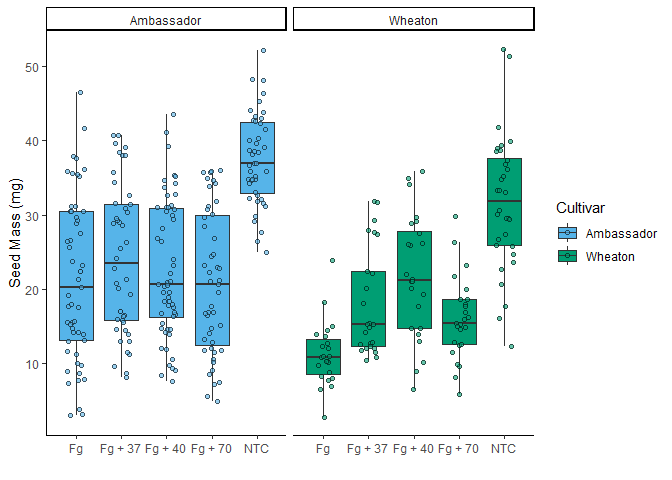 Ambassador
Wheaton
Seed Mass (mg)
50
40
30
20
10
Fg
Fg + 37
Fg + 40
Fg + 70
NTC
Fg
Fg + 37
Fg + 40
Fg + 70
NTC
Cultivar
Ambassador
Wheaton